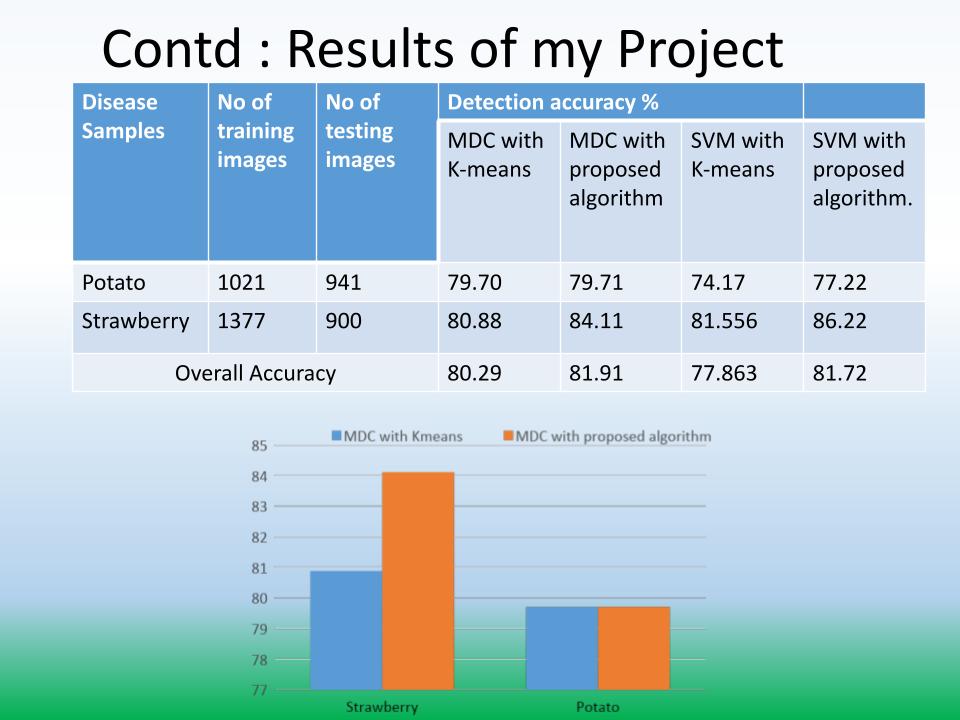 Contd : Results of my Project
Disease Samples No of training images No of testing images Detection accuracy %
MDC with K-means MDC with proposed algorithm SVM with K-means SVM with proposed algorithm.
Potato 1021 941 79.70 79.71 74.17 77.22
Strawberry 1377 900 80.88 84.11 81.556 86.22
Overall Accuracy 80.29 81.91 77.863 81.72
MDC with Kmeans MDC with proposed algorithm
85
84
83
82
81
80
79
78
77
Strawberry Potato